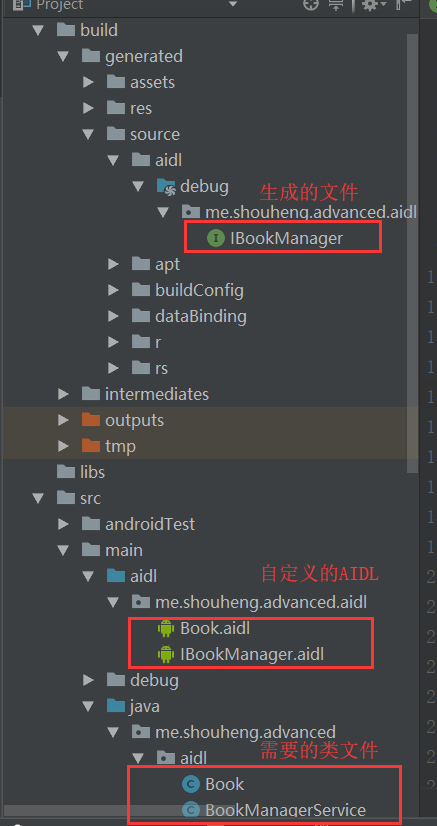 Project
build
generated
assets
res
source
aidl
debug
生成的文件
me.shouheng.advanced.aidl
IBookManager
apt
buildConfig
dataBinding
r
rs
intermediates
outputs
tmp
libs
src
androidTest
main
aidl
自定义的AIDL
me.shouheng.advanced.aidl
Book.aidl
IBookManager.aidl
debug
java
me.shouheng.advanced
需要的类文件
aidl
Book
BookManagerService